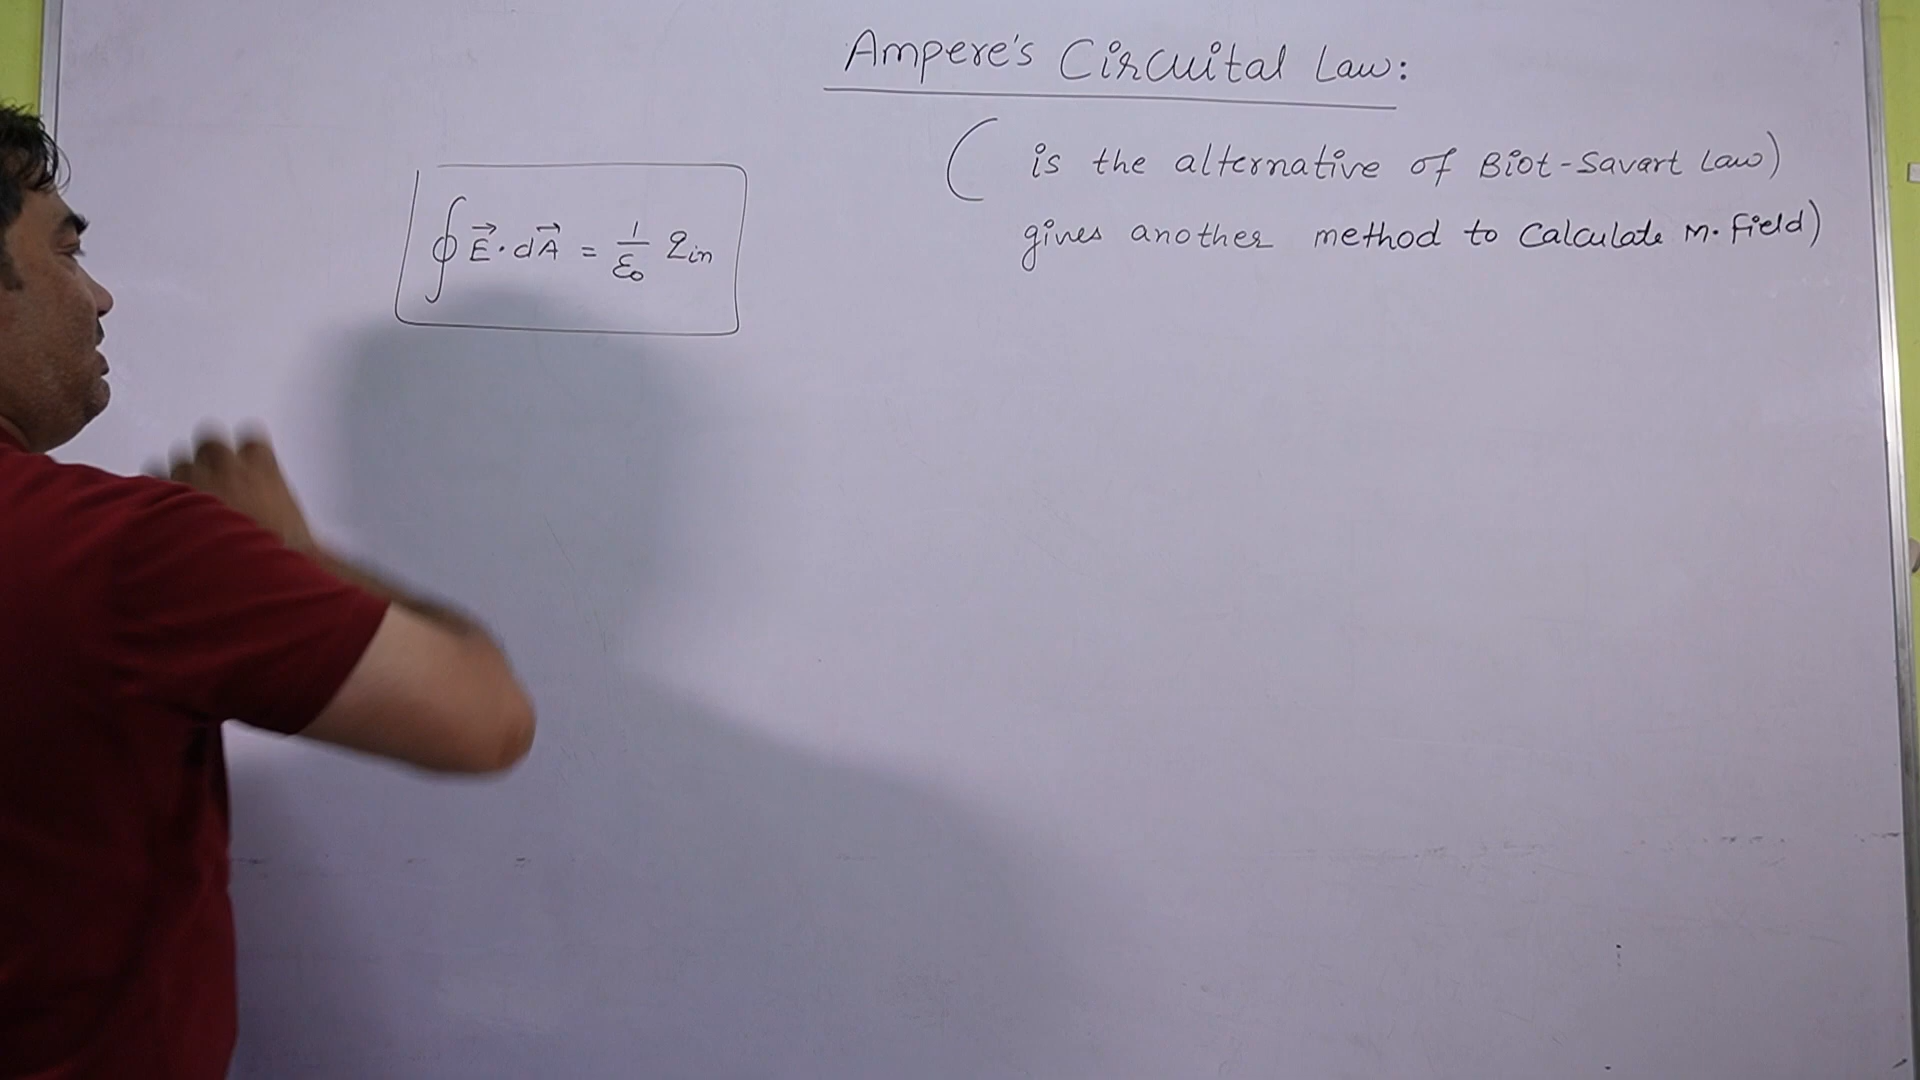 Ampere's Circuital Law:
( is the alternative of Biot-Savart Law)
gives another method to Calculate M. Field)
∮ E⃗ · dA⃗ = 1/ε₀ qin